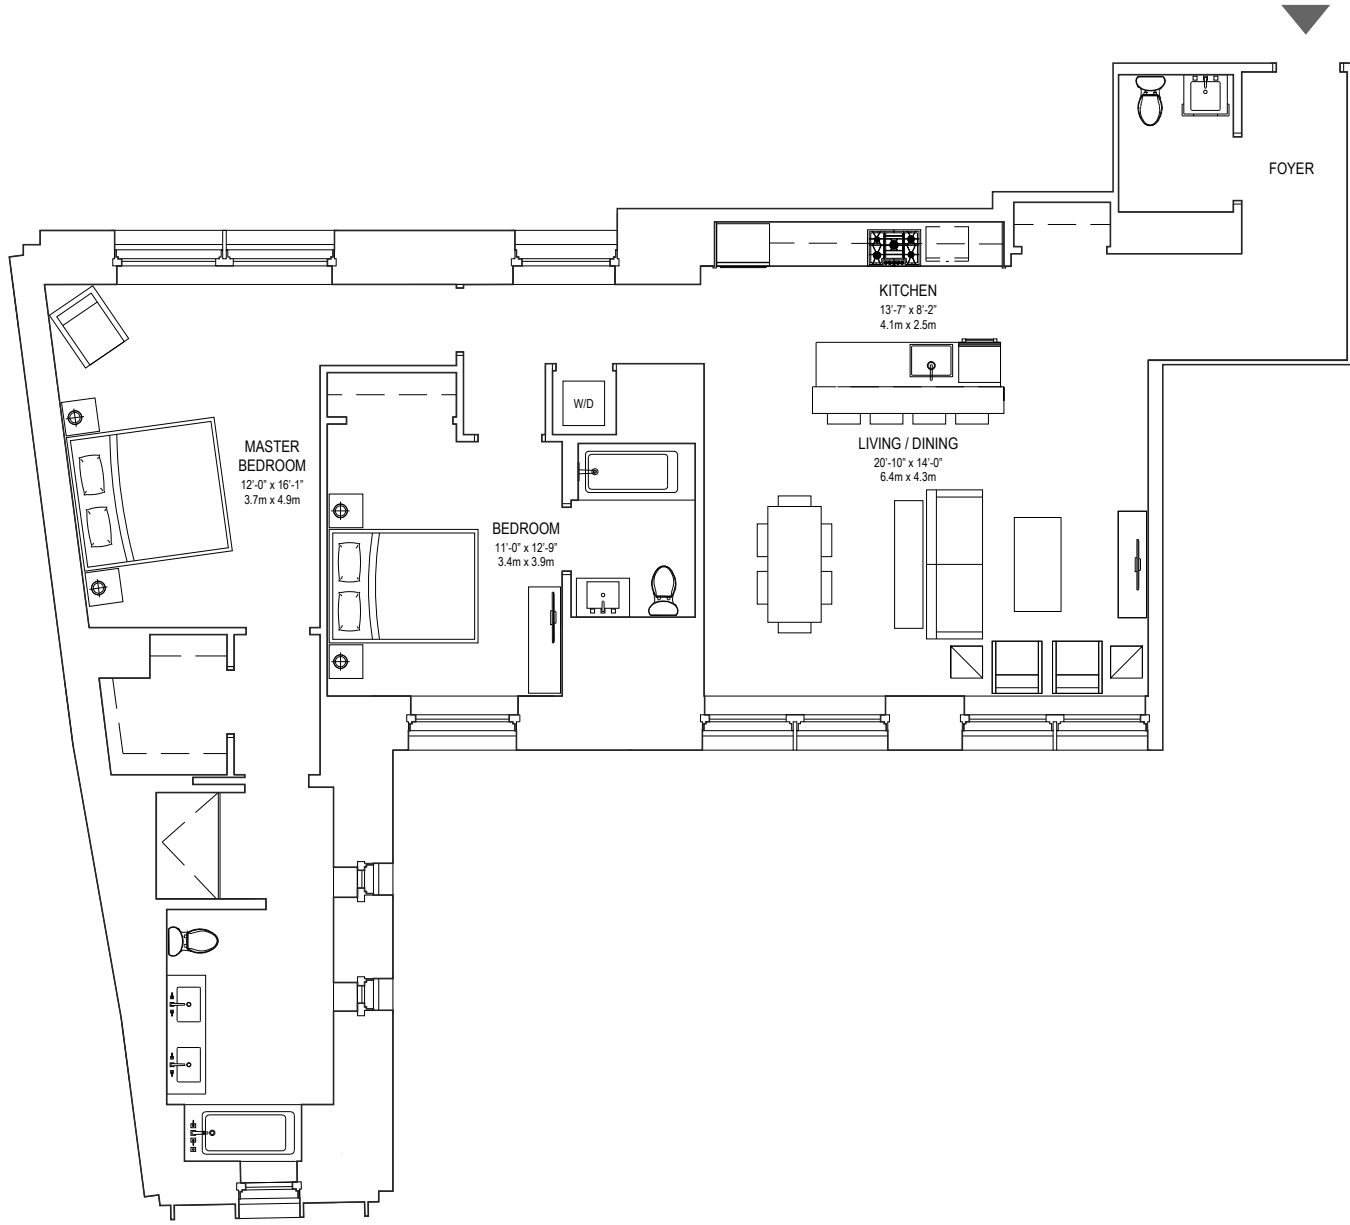 FOYER
KITCHEN
13'-7" x 8'-2"
4.1m x 2.5m
W/D
LIVING / DINING
20'-10" x 14'-0"
6.4m x 4.3m
MASTER
BEDROOM
12'-0" x 16'-1"
3.7m x 4.9m
BEDROOM
11'-0" x 12'-9"
3.4m x 3.9m